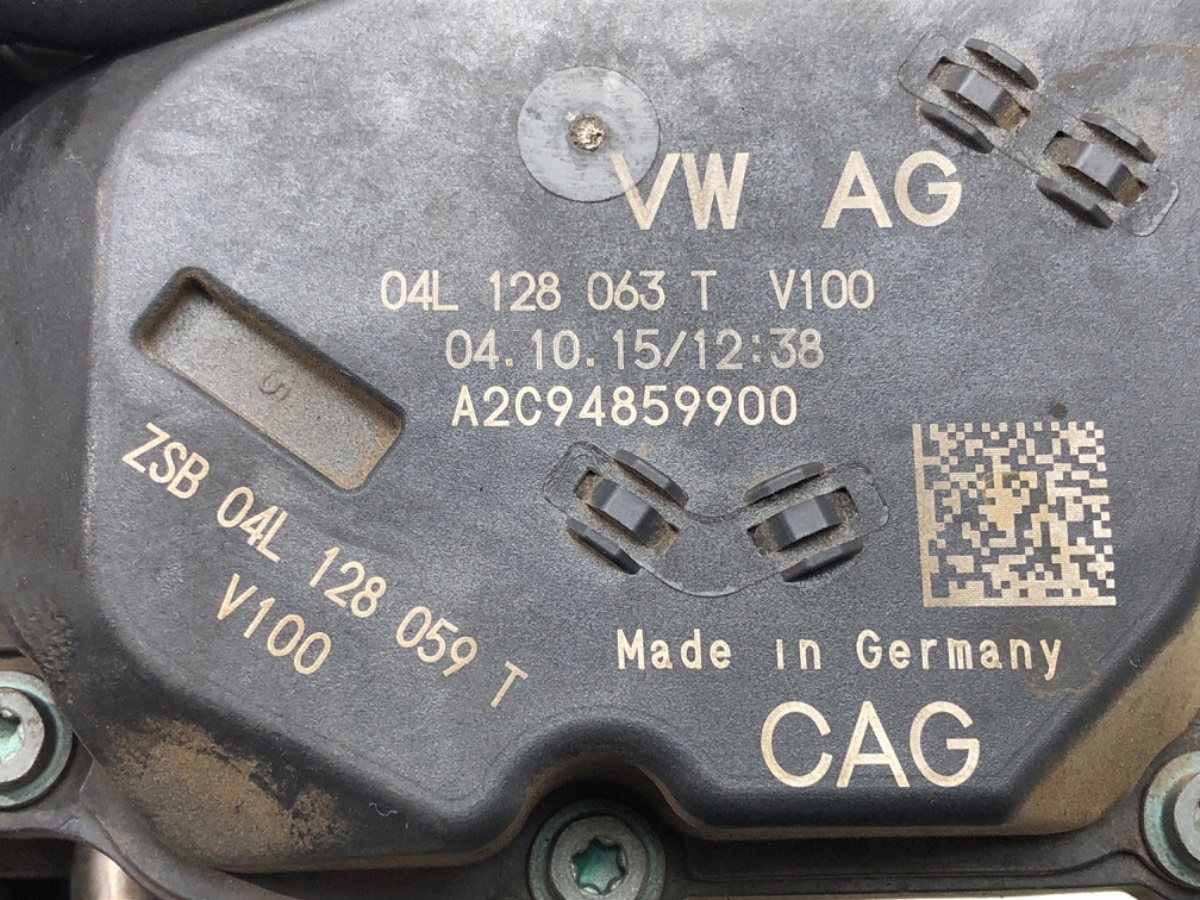 VW AG
04L 128 063 T V100
04.10.15/12:38
A2C94859900
ZSB 04L 128 059 T
V100
Made in Germany
CAG